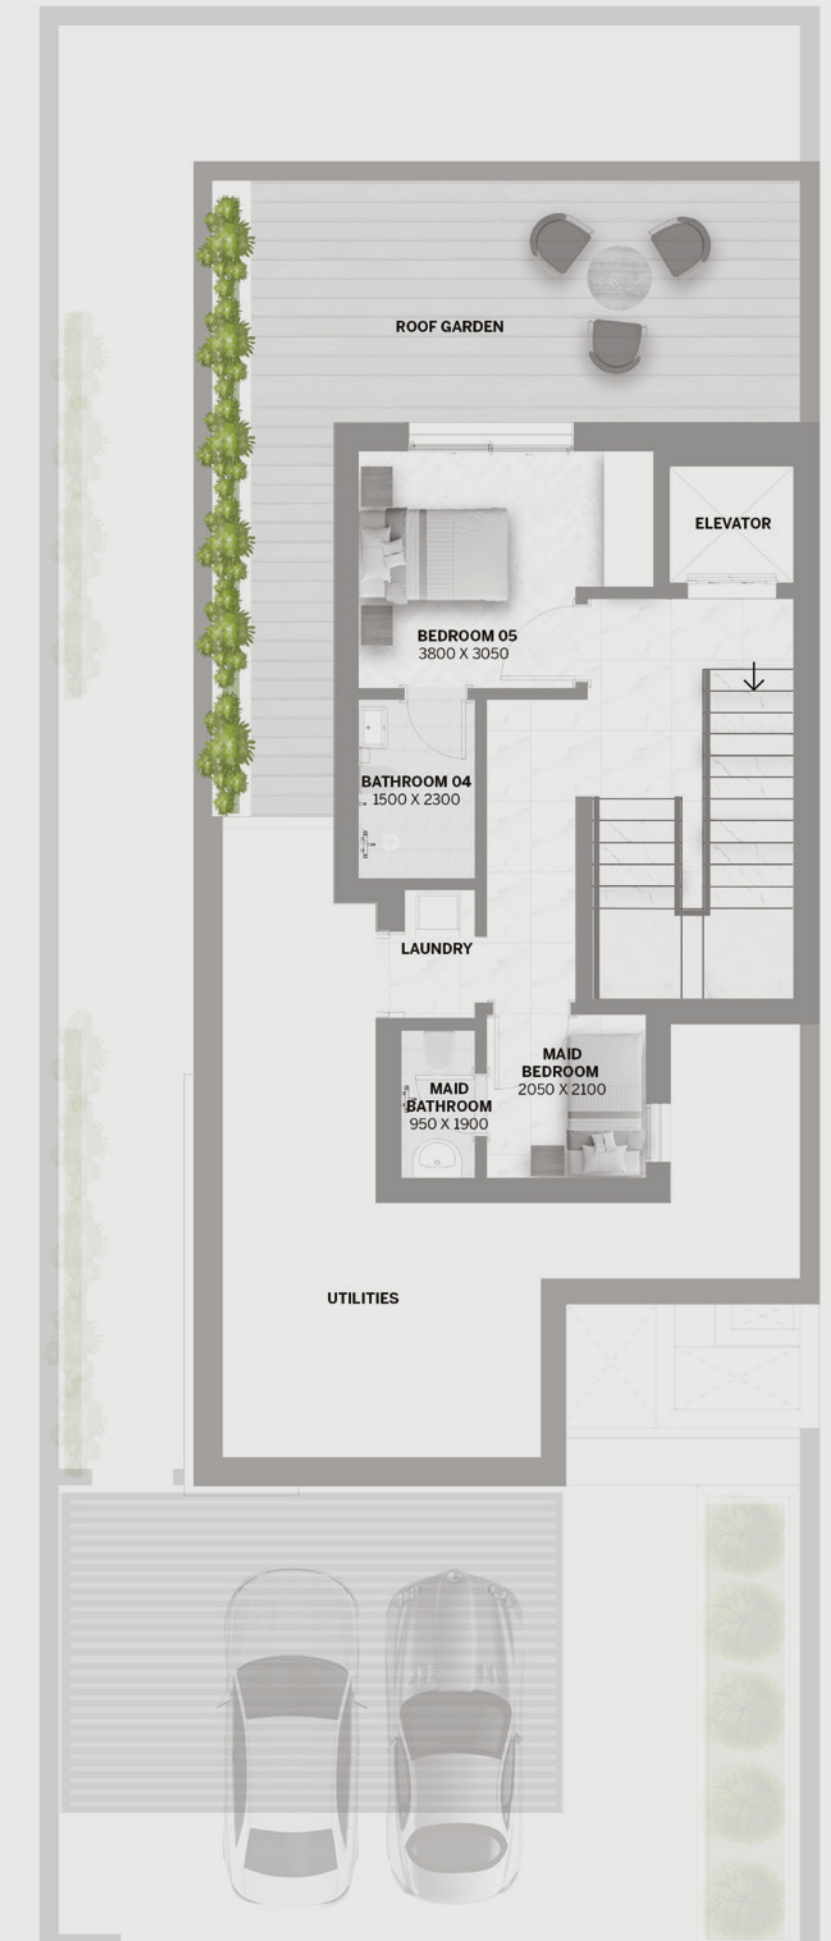 ROOF GARDEN
ELEVATOR
BEDROOM 05
3800 X 3050
BATHROOM 04
1500 X 2300
LAUNDRY
MAID
BEDROOM
2050 X 2100
MAID
BATHROOM
950 X 1900
UTILITIES